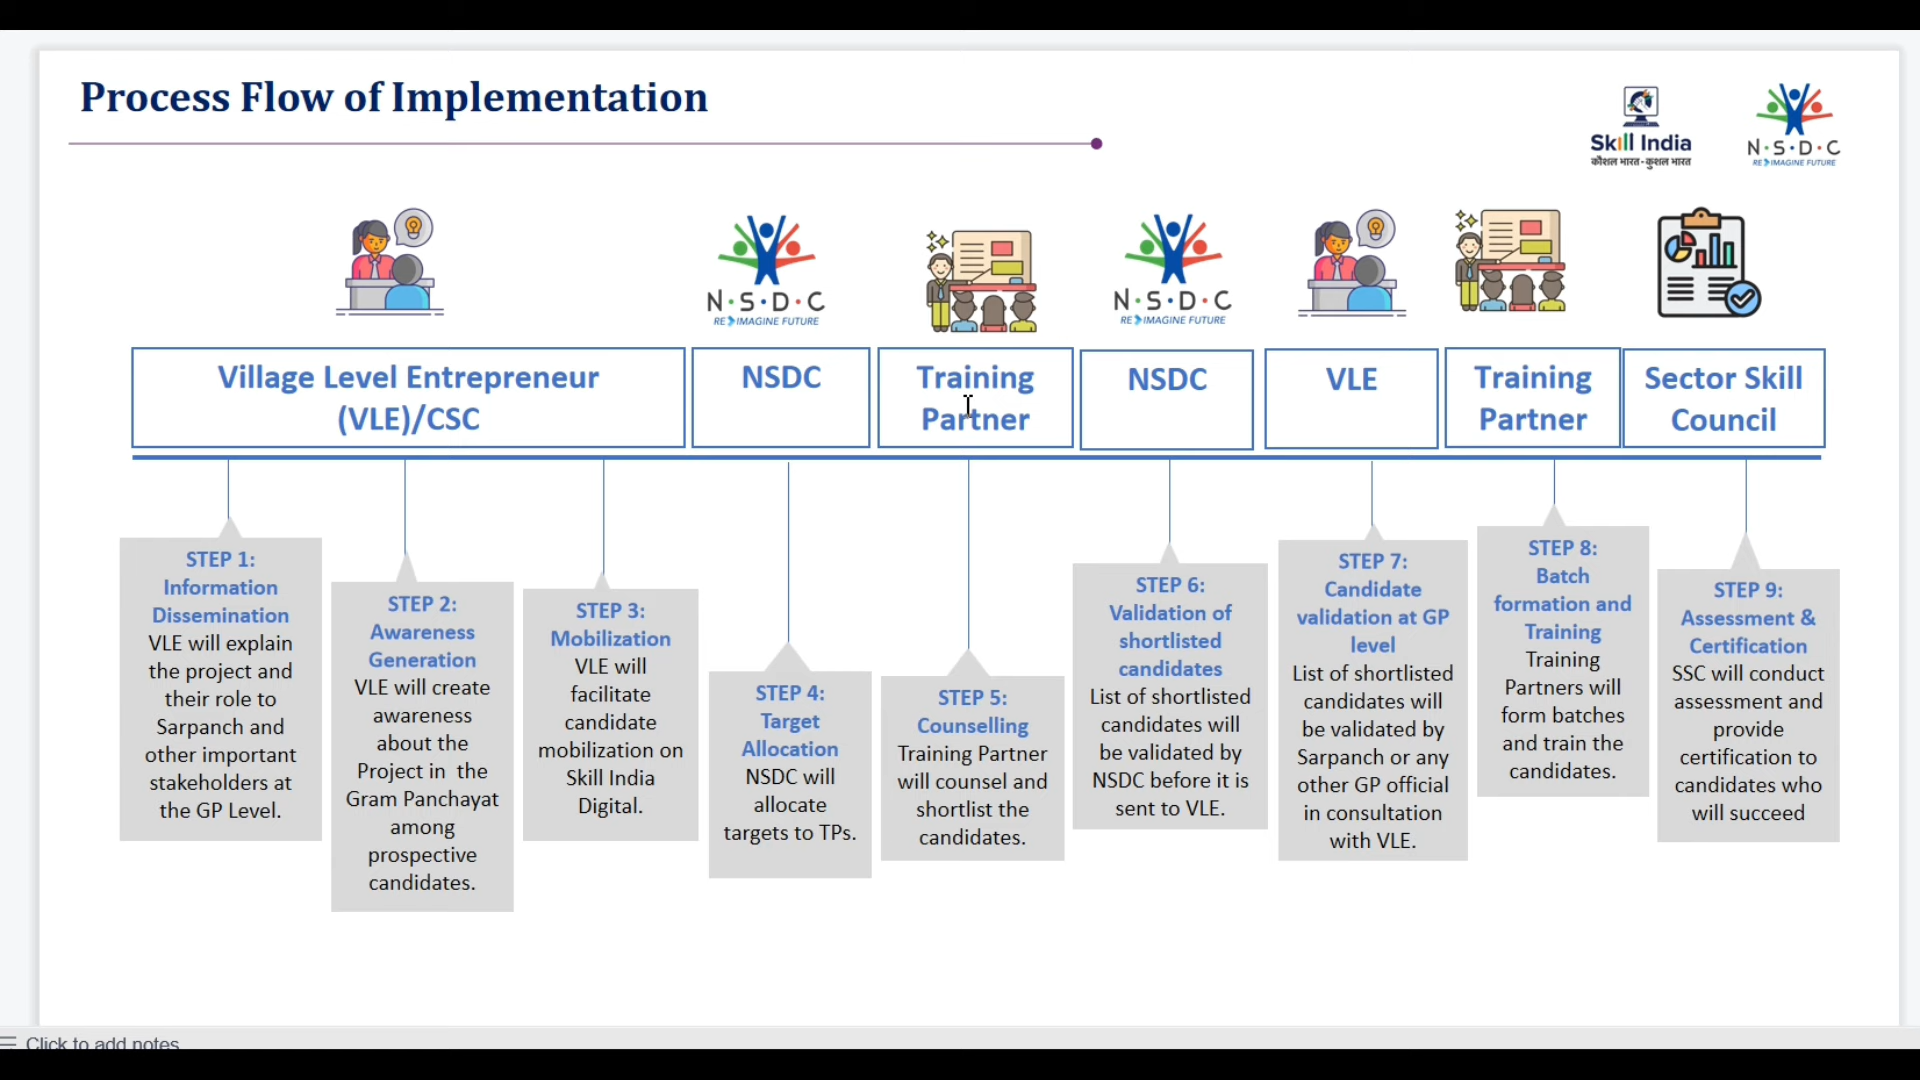 Process Flow of Implementation
Skill India
कौशल भारत-कुशल भारत
N·S·D·C
RE IMAGINE FUTURE
N·S·D·C
RE IMAGINE FUTURE
N·S·D·C
RE IMAGINE FUTURE
Village Level Entrepreneur
(VLE)/CSC
NSDC
Training
Partner
NSDC
VLE
Training
Partner
Sector Skill
Council
STEP 1:
Information
Dissemination
VLE will explain
the project and
their role to
Sarpanch and
other important
stakeholders at
the GP Level.
STEP 2:
Awareness
Generation
VLE will create
awareness
about the
Project in  the
Gram Panchayat
among
prospective
candidates.
STEP 3:
Mobilization
VLE will
facilitate
candidate
mobilization on
Skill India
Digital.
STEP 4:
Target
Allocation
NSDC will
allocate
targets to TPs.
STEP 5:
Counselling
Training Partner
will counsel and
shortlist the
candidates.
STEP 6:
Validation of
shortlisted
candidates
List of shortlisted
candidates will
be validated by
NSDC before it is
sent to VLE.
STEP 7:
Candidate
validation at GP
level
List of shortlisted
candidates will
be validated by
Sarpanch or any
other GP official
in consultation
with VLE.
STEP 8:
Batch
formation and
Training
Training
Partners will
form batches
and train the
candidates.
STEP 9:
Assessment &
Certification
SSC will conduct
assessment and
provide
certification to
candidates who
will succeed
Click to add notes